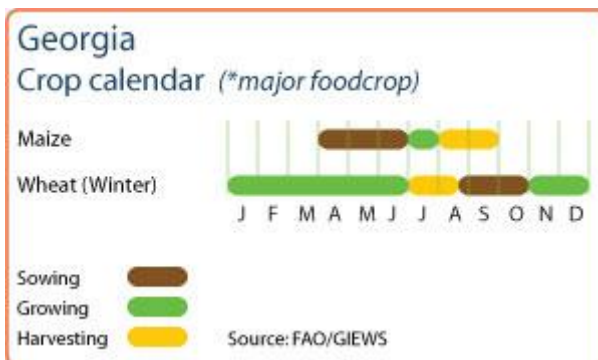 Georgia
Crop calendar (*major foodcrop)
Maize
Wheat (Winter)
J F M A M J J A S O N D
Sowing
Growing
Harvesting
Source: FAO/GIEWS